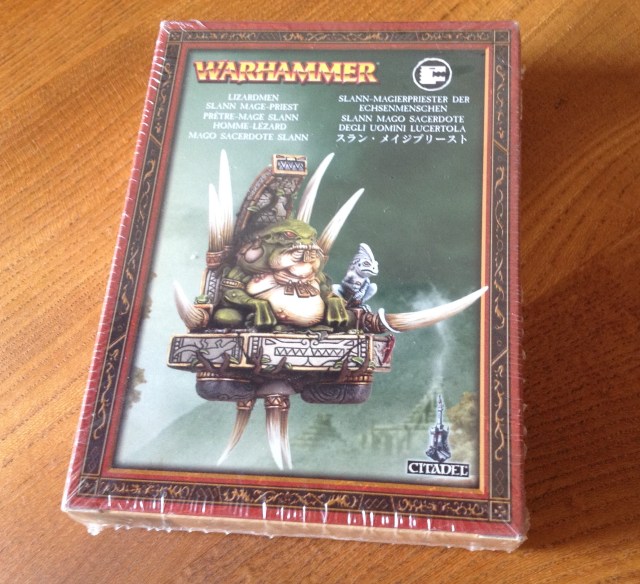 WARHAMMER
LIZARDMEN
SLANN MAGE-PRIEST
PRÊTRE-MAGE SLANN
HOMME-LÉZARD
MAGO SACERDOTE SLANN
SLANN-MAGIERPRIESTER DER
ECHSENMENSCHEN
SLANN MAGO SACERDOTE
DEGLI UOMINI LUCERTOLA
スラン・メイジプリースト
CITADEL